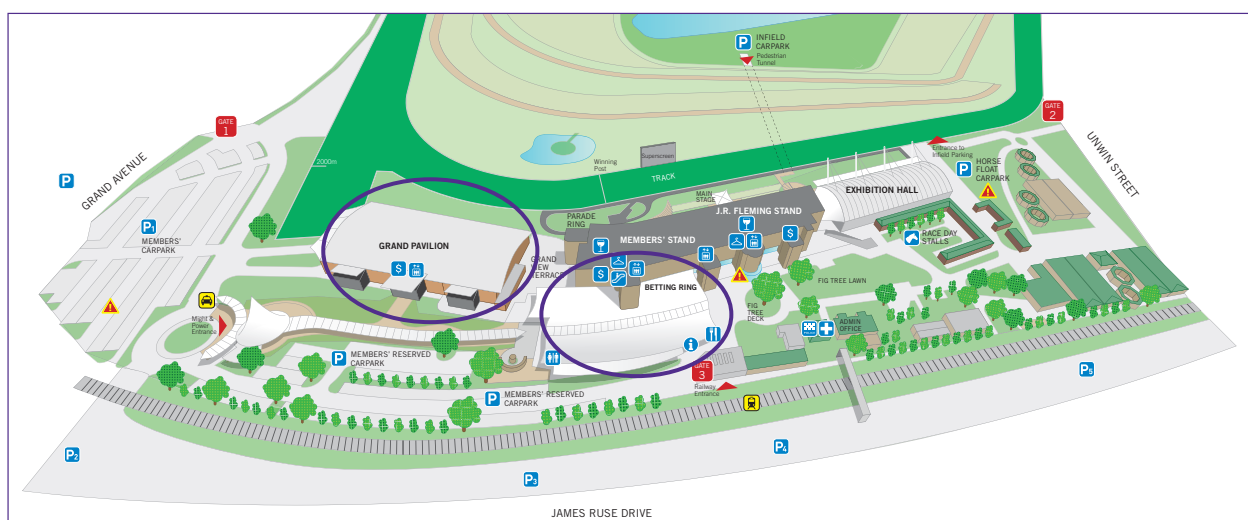 INFIELD
CARPARK
Pedestrian
Tunnel
P
GATE
1
GATE
2
GRAND AVENUE
UNWIN STREET
2000m
Winning
Post
Superscreen
TRACK
Entrance to
Infield Parking
P
HORSE
FLOAT
CARPARK
P
P1
MEMBERS'
CARPARK
EXHIBITION HALL
MAIN
STAGE
J.R. FLEMING STAND
PARADE
RING
MEMBERS' STAND
RACE DAY
STALLS
GRAND PAVILION
$
$
$
GRAND
VIEW
TERRACE
BETTING RING
FIG TREE LAWN
FIG
TREE
DECK
ADMIN
OFFICE
Might &
Power
Entrance
P
MEMBERS' RESERVED
CARPARK
i
GATE
3
Railway
Entrance
P
MEMBERS' RESERVED
CARPARK
P2
P3
P4
P5
JAMES RUSE DRIVE